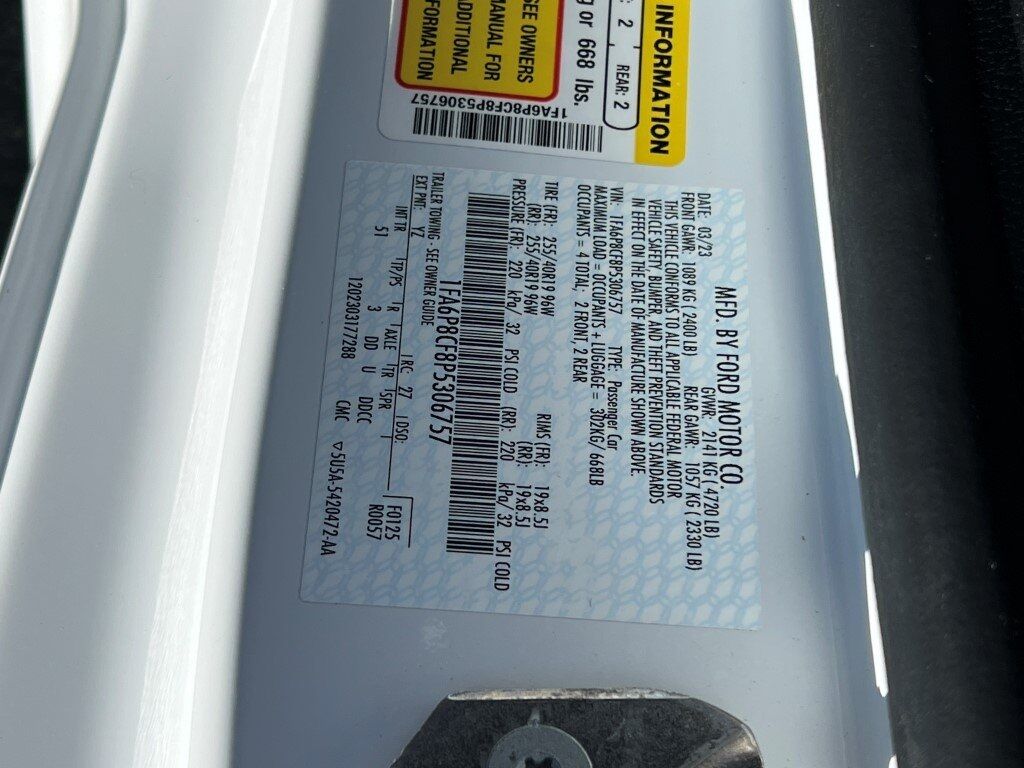 INFORMATION
2 REAR: 2
g or 668 lbs.
SEE OWNERS
MANUAL FOR
ADDITIONAL
INFORMATION
1FA6P8CF8P5306757
MFD. BY FORD MOTOR CO.
DATE: 03/23 GVWR: 2141 KG ( 4720 LB)
FRONT GAWR: 1089 KG ( 2400 LB) REAR GAWR: 1057 KG ( 2330 LB)
THIS VEHICLE CONFORMS TO ALL APPLICABLE FEDERAL MOTOR
VEHICLE SAFETY, BUMPER, AND THEFT PREVENTION STANDARDS
IN EFFECT ON THE DATE OF MANUFACTURE SHOWN ABOVE.
VIN: 1FA6P8CF8P5306757 TYPE: Passenger Car
MAXIMUM LOAD = OCCUPANTS + LUGGAGE = 302KG/ 668LB
OCCUPANTS = 4 TOTAL, 2 FRONT, 2 REAR
TIRE (FR): 255/40R19 96W RIMS (FR): 19x8.5J
(RR): 255/40R19 96W (RR): 19x8.5J
PRESSURE (FR): 220 kPa/ 32 PSI COLD (RR): 220 kPa/ 32 PSI COLD
1FA6P8CF8P5306757
TRAILER TOWING - SEE OWNER GUIDE
EXT PNT: YZ RC: 27 DSO: F0125
INT TR TP/PS R AXLE TR SPR R0057
51 3 DD U DDCC
1202303177288 CMC ▽5U5A-5420472-AA